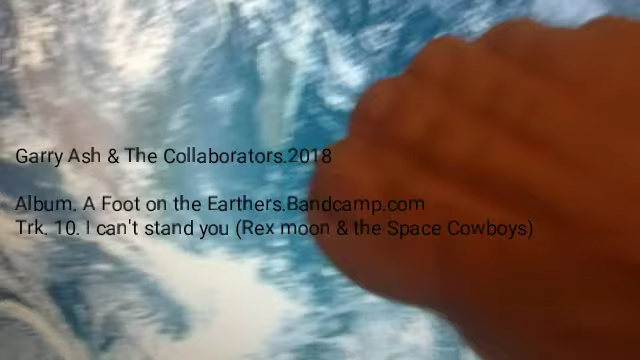 Garry Ash & The Collaborators.2018
Album. A Foot on the Earthers.Bandcamp.com
Trk. 10. I can't stand you (Rex moon & the Space Cowboys)